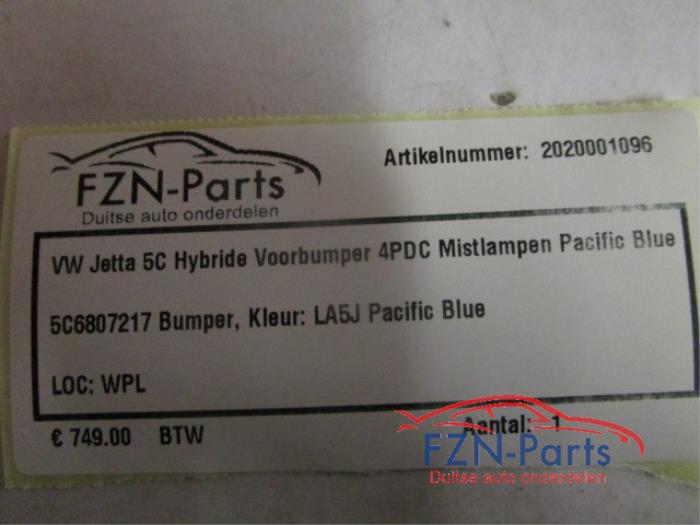 FZN-Parts
Duitse auto onderdelen
Artikelnummer: 2020001096
VW Jetta 5C Hybride Voorbumper 4PDC Mistlampen Pacific Blue
5C6807217 Bumper, Kleur: LA5J Pacific Blue
LOC: WPL
€ 749.00 BTW
Aantal: 1
FZN-Parts
Duitse auto onderdelen